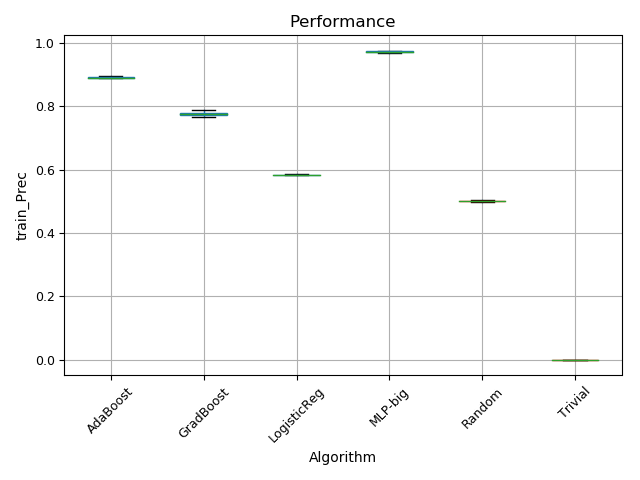 Performance
1.0
0.8
0.6
0.4
0.2
0.0
train_Prec
AdaBoost
GradBoost
LogisticReg
MLP-big
Random
Trivial
Algorithm